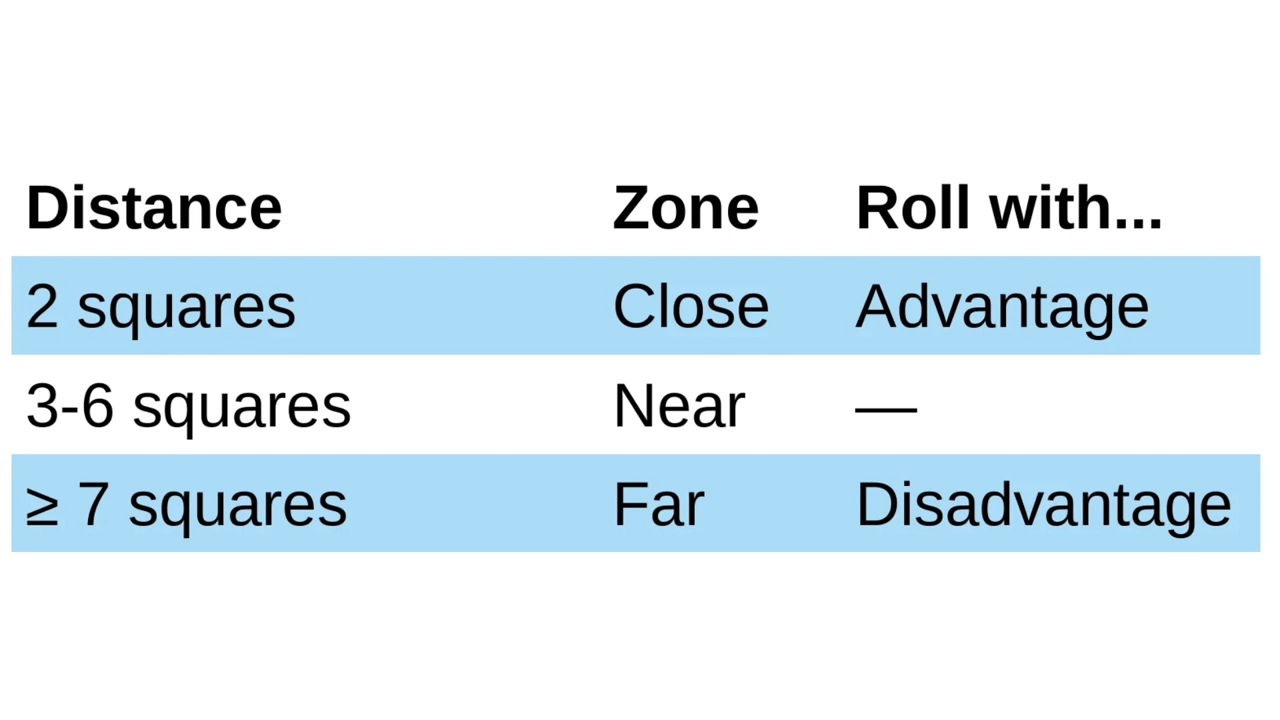 Distance Zone Roll with...
2 squares Close Advantage
3-6 squares Near —
≥ 7 squares Far Disadvantage